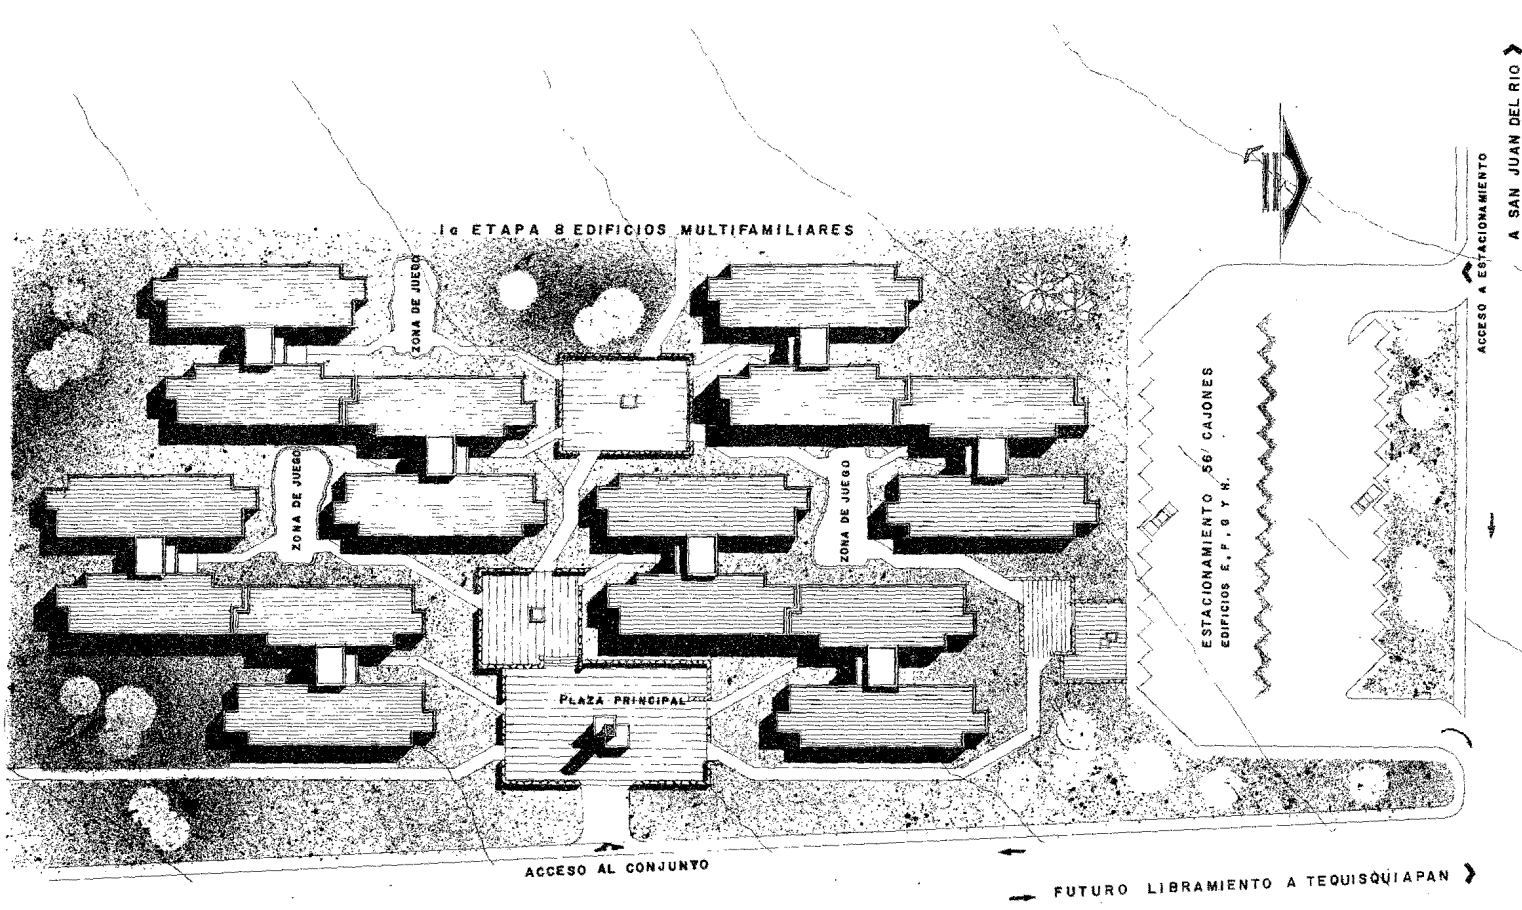 1a ETAPA 8 EDIFICIOS MULTIFAMILIARES
ZONA DE JUEGO
ZONA DE JUEGO
ZONA DE JUEGO
PLAZA PRINCIPAL
ACCESO AL CONJUNTO
ESTACIONAMIENTO 56 CAJONES
EDIFICIOS E, F, G Y H.
ACCESO A ESTACIONAMIENTO
A SAN JUAN DEL RIO
FUTURO LIBRAMIENTO A TEQUISQUIAPAN